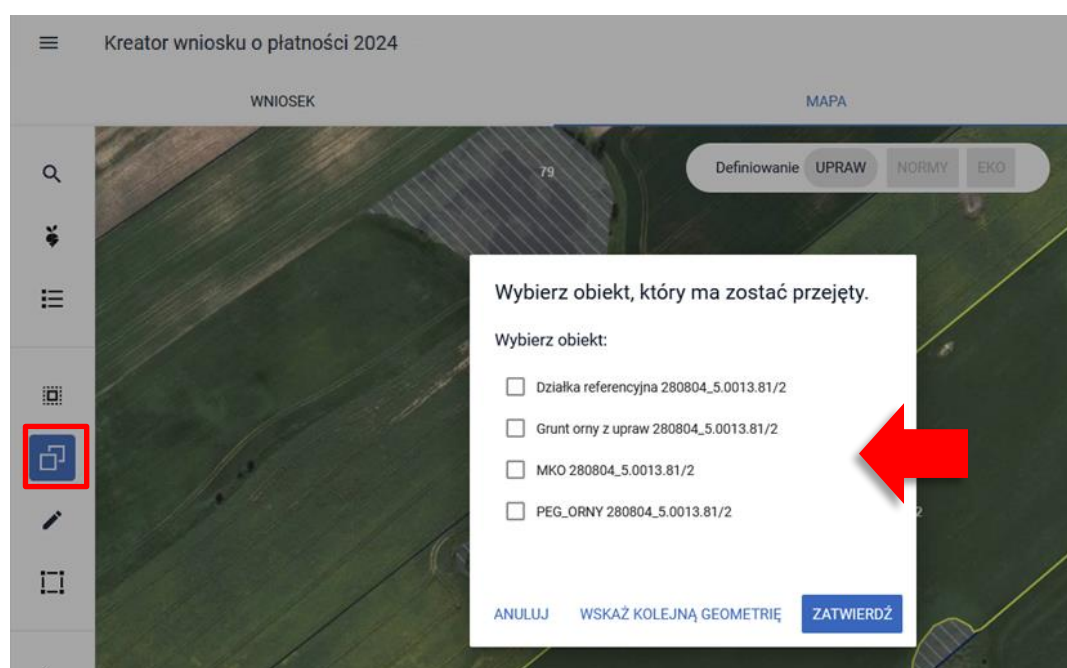 Kreator wniosku o płatności 2024
WNIOSEK
MAPA
79
Definiowanie UPRAW NORMY EKO
Wybierz obiekt, który ma zostać przejęty.
Wybierz obiekt:
Działka referencyjna 280804_5.0013.81/2
Grunt orny z upraw 280804_5.0013.81/2
MKO 280804_5.0013.81/2
PEG_ORNY 280804_5.0013.81/2
2
ANULUJ WSKAŻ KOLEJNĄ GEOMETRIĘ ZATWIERDŹ